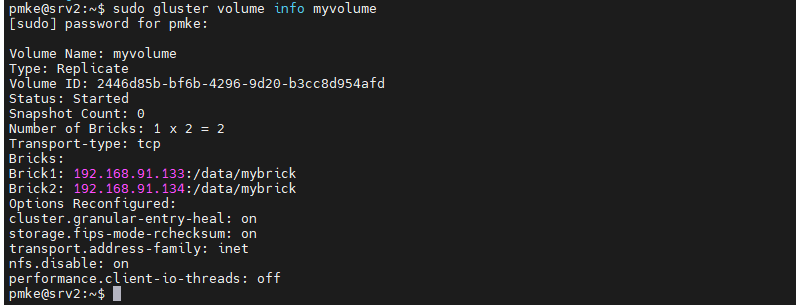 pmke@srv2:~$ sudo gluster volume info myvolume
[sudo] password for pmke:
Volume Name: myvolume
Type: Replicate
Volume ID: 2446d85b-bf6b-4296-9d20-b3cc8d954afd
Status: Started
Snapshot Count: 0
Number of Bricks: 1 x 2 = 2
Transport-type: tcp
Bricks:
Brick1: 192.168.91.133:/data/mybrick
Brick2: 192.168.91.134:/data/mybrick
Options Reconfigured:
cluster.granular-entry-heal: on
storage.fips-mode-rchecksum: on
transport.address-family: inet
nfs.disable: on
performance.client-io-threads: off
pmke@srv2:~$